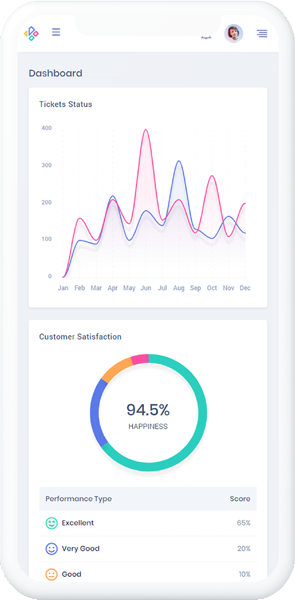 Dashboard
Tickets Status
400
300
200
100
0
Jan Feb Mar Apr May Jun Jul Aug Sep Oct Nov Dec
Customer Satisfaction
94.5%
HAPPINESS
Performance Type Score
Excellent 65%
Very Good 20%
Good 10%